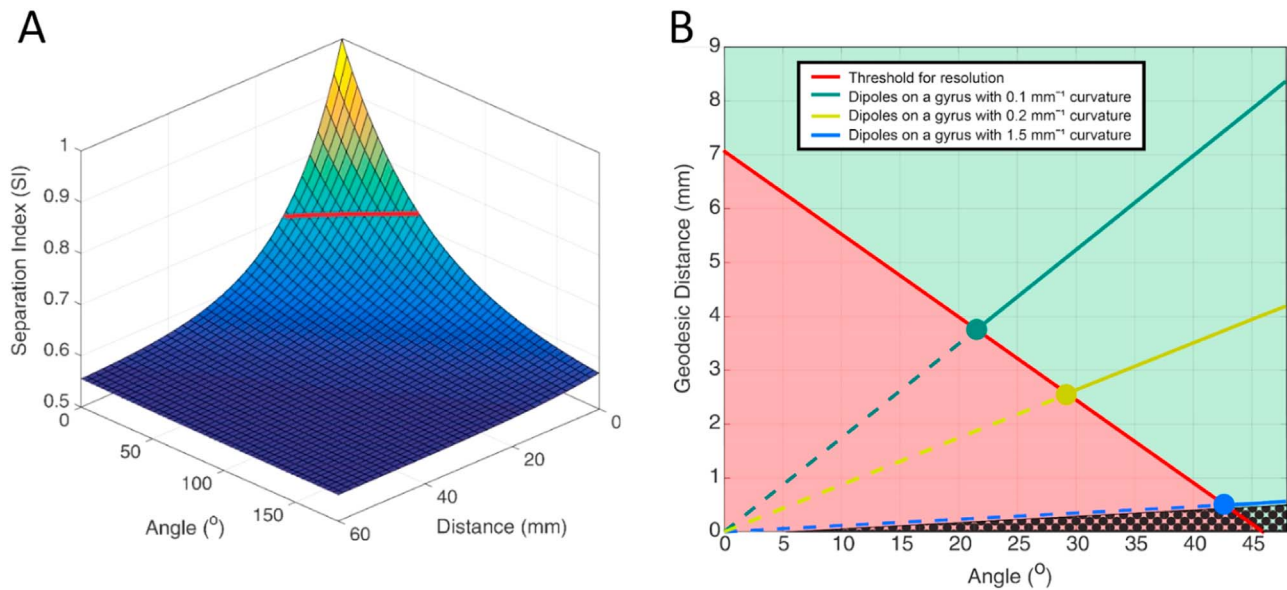 A
Separation Index (SI)
1
0.9
0.8
0.7
0.6
0.5
0
50
100
150
Angle (°)
0
20
40
60
Distance (mm)
B
Geodesic Distance (mm)
9
8
7
6
5
4
3
2
1
0
Threshold for resolution
Dipoles on a gyrus with 0.1 mm⁻¹ curvature
Dipoles on a gyrus with 0.2 mm⁻¹ curvature
Dipoles on a gyrus with 1.5 mm⁻¹ curvature
0 5 10 15 20 25 30 35 40 45
Angle (°)